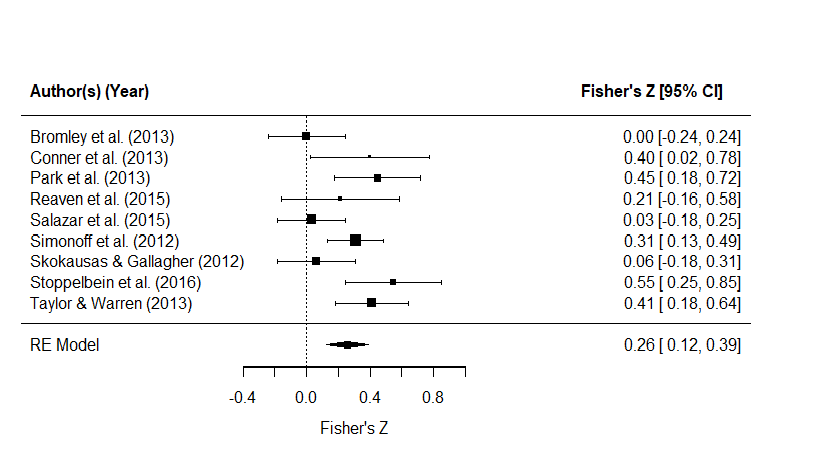 Author(s) (Year) Fisher's Z [95% CI]
Bromley et al. (2013) 0.00 [-0.24, 0.24]
Conner et al. (2013) 0.40 [ 0.02, 0.78]
Park et al. (2013) 0.45 [ 0.18, 0.72]
Reaven et al. (2015) 0.21 [-0.16, 0.58]
Salazar et al. (2015) 0.03 [-0.18, 0.25]
Simonoff et al. (2012) 0.31 [ 0.13, 0.49]
Skokausas & Gallagher (2012) 0.06 [-0.18, 0.31]
Stoppelbein et al. (2016) 0.55 [ 0.25, 0.85]
Taylor & Warren (2013) 0.41 [ 0.18, 0.64]
RE Model 0.26 [ 0.12, 0.39]
-0.4 0.0 0.4 0.8
Fisher's Z